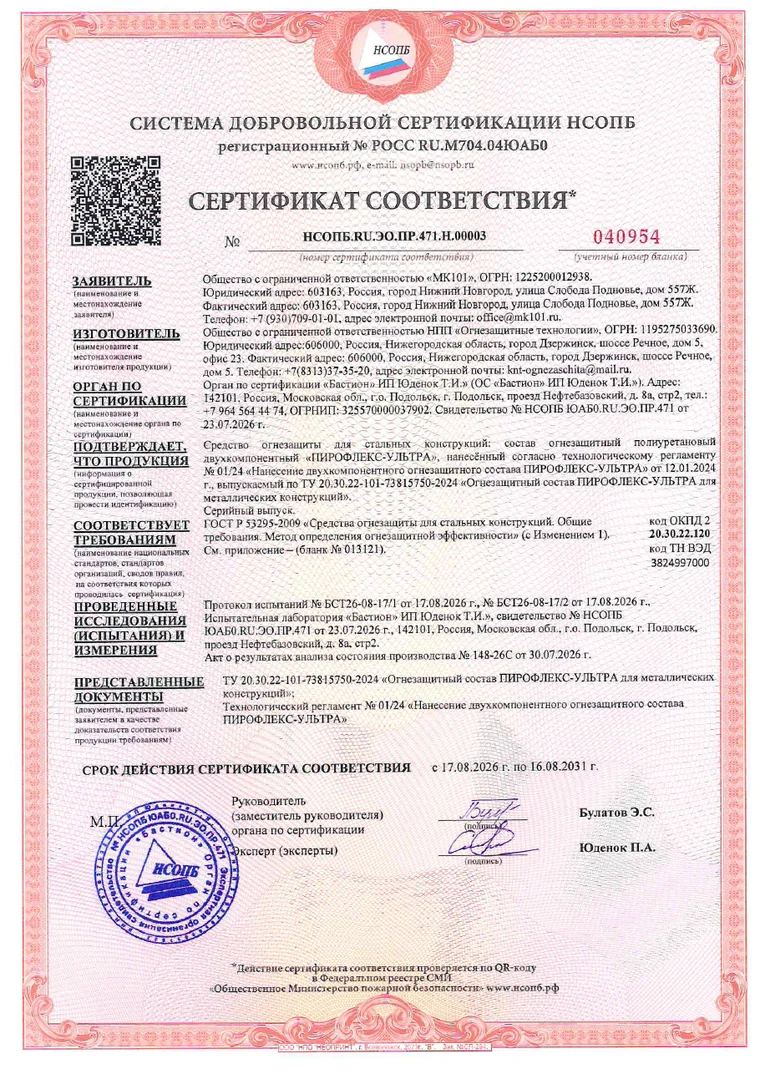 НСОПБ
СИСТЕМА ДОБРОВОЛЬНОЙ СЕРТИФИКАЦИИ НСОПБ
регистрационный № РОСС RU.М704.04ЮАБ0
www.нсопб.рф, e-mail: nsopb@nsopb.ru
СЕРТИФИКАТ СООТВЕТСТВИЯ*
№ НСОПБ.RU.ЭО.ПР.471.Н.00003 040954
(номер сертификата соответствия) (учетный номер бланка)
ЗАЯВИТЕЛЬ
(наименование и
местонахождение
заявителя)
Общество с ограниченной ответственностью «МК101», ОГРН: 1225200012938.
Юридический адрес: 603163, Россия, город Нижний Новгород, улица Слобода Подновье, дом 557Ж.
Фактический адрес: 603163, Россия, город Нижний Новгород, улица Слобода Подновье, дом 557Ж.
Телефон: +7 (930)709-01-01, адрес электронной почты: office@mk101.ru.
ИЗГОТОВИТЕЛЬ
(наименование и
местонахождение
изготовителя продукции)
Общество с ограниченной ответственностью НПП «Огнезащитные технологии», ОГРН: 1195275033690.
Юридический адрес:606000, Россия, Нижегородская область, город Дзержинск, шоссе Речное, дом 5,
офис 23. Фактический адрес: 606000, Россия, Нижегородская область, город Дзержинск, шоссе Речное,
дом 5. Телефон: +7(8313)37-35-20, адрес электронной почты: knt-ognezaschita@mail.ru.
ОРГАН ПО
СЕРТИФИКАЦИИ
(наименование и
местонахождение органа по
сертификации)
Орган по сертификации «Бастион» ИП Юденок Т.И.» (ОС «Бастион» ИП Юденок Т.И.»). Адрес:
142101, Россия, Московская обл., г.о. Подольск, г. Подольск, проезд Нефтебазовский, д. 8а, стр2, тел.:
+7 964 564 44 74, ОГРНИП: 325570000037902. Свидетельство № НСОПБ ЮАБ0.RU.ЭО.ПР.471 от
23.07.2026 г.
ПОДТВЕРЖДАЕТ,
ЧТО ПРОДУКЦИЯ
(информация о
сертифицированной
продукции, позволяющая
провести идентификацию)
Средство огнезащиты для стальных конструкций: состав огнезащитный полиуретановый
двухкомпонентный «ПИРОФЛЕКС-УЛЬТРА», нанесённый согласно технологическому регламенту
№ 01/24 «Нанесение двухкомпонентного огнезащитного состава ПИРОФЛЕКС-УЛЬТРА» от 12.01.2024
г., выпускаемый по ТУ 20.30.22-101-73815750-2024 «Огнезащитный состав ПИРОФЛЕКС-УЛЬТРА для
металлических конструкций».
Серийный выпуск.
СООТВЕТСТВУЕТ
ТРЕБОВАНИЯМ
(наименование национальных
стандартов, стандартов
организаций, сводов правил,
на соответствия которых
проводилась сертификация)
ГОСТ Р 53295-2009 «Средства огнезащиты для стальных конструкций. Общие
требования. Метод определения огнезащитной эффективности» (с Изменением 1).
См. приложение – (бланк № 013121).
код ОКПД 2
20.30.22.120
код ТН ВЭД
3824997000
ПРОВЕДЕННЫЕ
ИССЛЕДОВАНИЯ
(ИСПЫТАНИЯ) И
ИЗМЕРЕНИЯ
Протокол испытаний № БСТ26-08-17/1 от 17.08.2026 г., № БСТ26-08-17/2 от 17.08.2026 г.,
Испытательная лаборатория «Бастион» ИП Юденок Т.И.», свидетельство № НСОПБ
ЮАБ0.RU.ЭО.ПР.471 от 23.07.2026 г., 142101, Россия, Московская обл., г.о. Подольск, г. Подольск,
проезд Нефтебазовский, д. 8а, стр2.
Акт о результатах анализа состояния производства № 148-26С от 30.07.2026 г.
ПРЕДСТАВЛЕННЫЕ
ДОКУМЕНТЫ
(документы, представленные
заявителем в качестве
доказательств соответствия
продукции требованиям)
ТУ 20.30.22-101-73815750-2024 «Огнезащитный состав ПИРОФЛЕКС-УЛЬТРА для металлических
конструкций»;
Технологический регламент № 01/24 «Нанесение двухкомпонентного огнезащитного состава
ПИРОФЛЕКС-УЛЬТРА»
СРОК ДЕЙСТВИЯ СЕРТИФИКАТА СООТВЕТСТВИЯ с 17.08.2026 г. по 16.08.2031 г.
М.П.
Руководитель
(заместитель руководителя)
органа по сертификации
(подпись)
Булатов Э.С.
Эксперт (эксперты)
(подпись)
Юденок П.А.
НСОПБ
Экспертная организация свидетельство № НСОПБ ЮАБ0.RU.ЭО.ПР.471
"Бастион" Орган по сертификации
*Действие сертификата соответствия проверяется по QR-коду
в Федеральном реестре СМИ
«Общественное Министерство пожарной безопасности» www.нсопб.рф